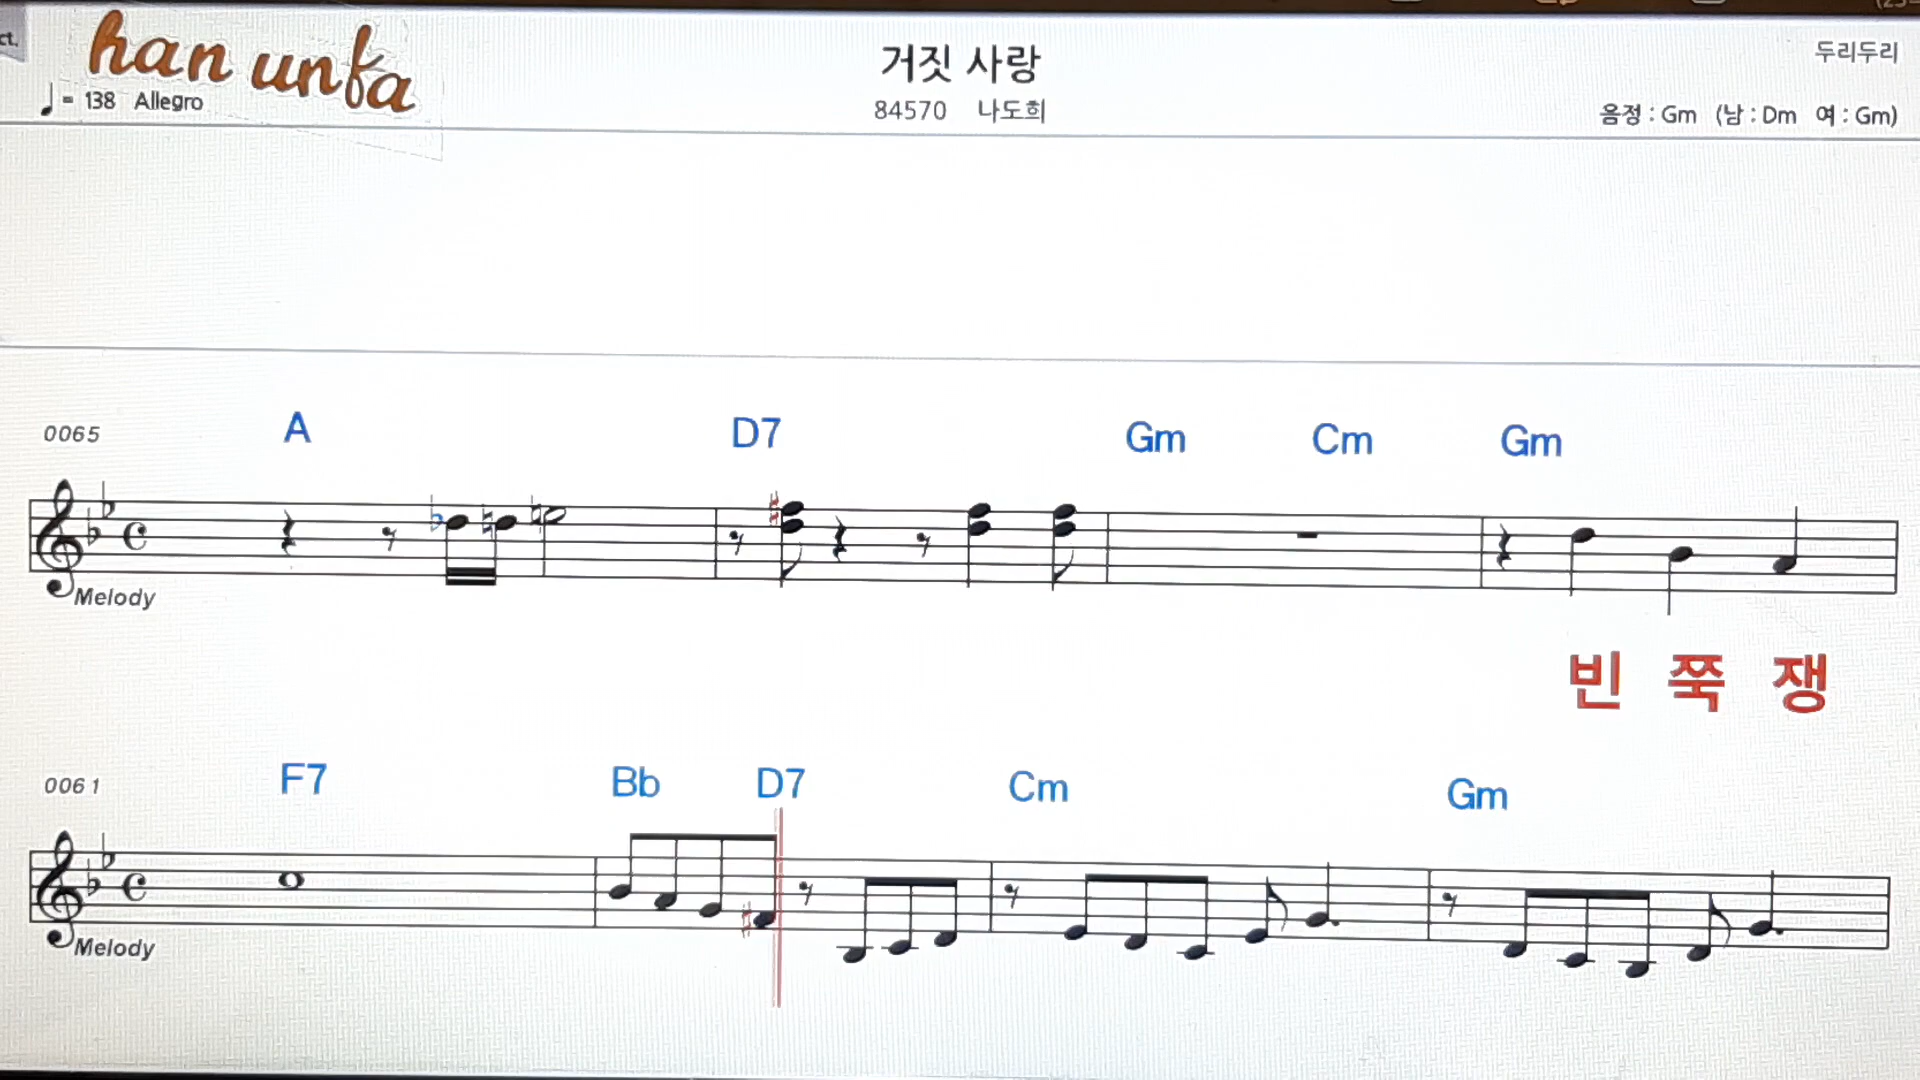 ct.
han unfa
♩= 138 Allegro
거짓 사랑
84570 나도희
두리두리
음정 : Gm (남 : Dm 여 : Gm)
0065 A D7 Gm Cm Gm
Melody
빈 쭉 쟁
0061 F7 Bb D7 Cm Gm
Melody